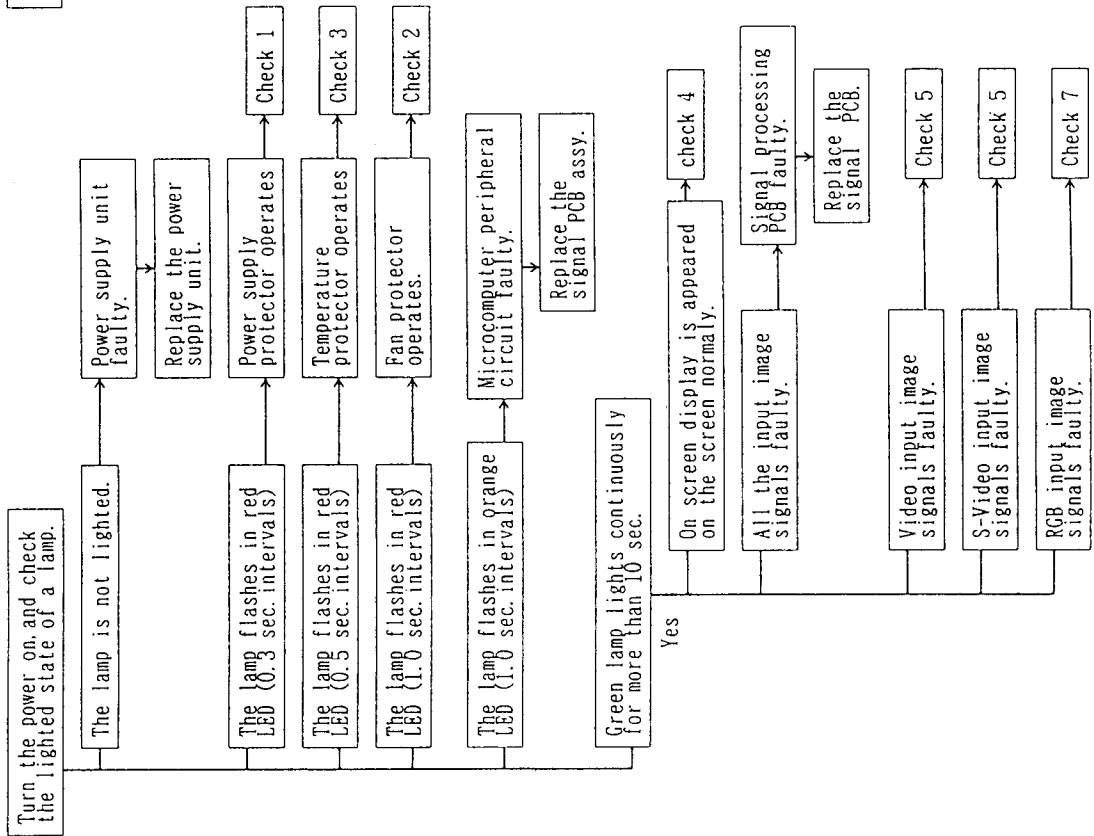 Turn the power on, and check
the lighted state of a lamp.
The lamp is not lighted.
Power supply unit
faulty.
Replace the power
supply unit.
The lamp flashes in red
LED (0.3 sec. intervals)
Power supply
protector operates
Check 1
The lamp flashes in red
LED (0.5 sec. intervals)
Temperature
protector operates
Check 3
The lamp flashes in red
LED (1.0 sec. intervals)
Fan protector
operates.
Check 2
The lamp flashes in orange
LED (1.0 sec. intervals)
Microcomputer peripheral
circuit faulty.
Replace the
signal PCB assy.
Green lamp lights continuously
for more than 10 sec.
Yes
On screen display is appeared
on the screen normaly.
check 4
All the input image
signals faulty.
Signal processing
PCB faulty.
Replace the
signal PCB.
Video input image
signals faulty.
Check 5
S-Video input image
signals faulty.
Check 5
RGB input image
signals faulty.
Check 7